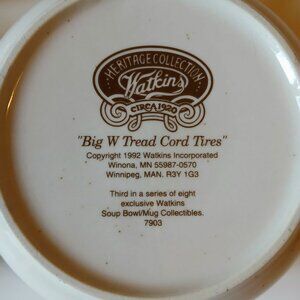 HERITAGE COLLECTION
Watkins
CIRCA 1920
"Big W Tread Cord Tires"
Copyright 1992 Watkins Incorporated
Winona, MN 55987-0570
Winnipeg, MAN. R3Y 1G3
Third in a series of eight
exclusive Watkins
Soup Bowl/Mug Collectibles.
7903